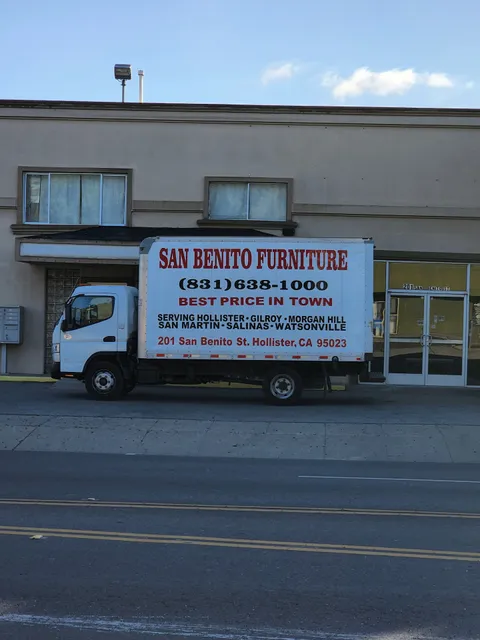 SAN BENITO FURNITURE
(831)638-1000
BEST PRICE IN TOWN
SERVING HOLLISTER • GILROY • MORGAN HILL
SAN MARTIN • SALINAS • WATSONVILLE
201 San Benito St. Hollister, CA 95023